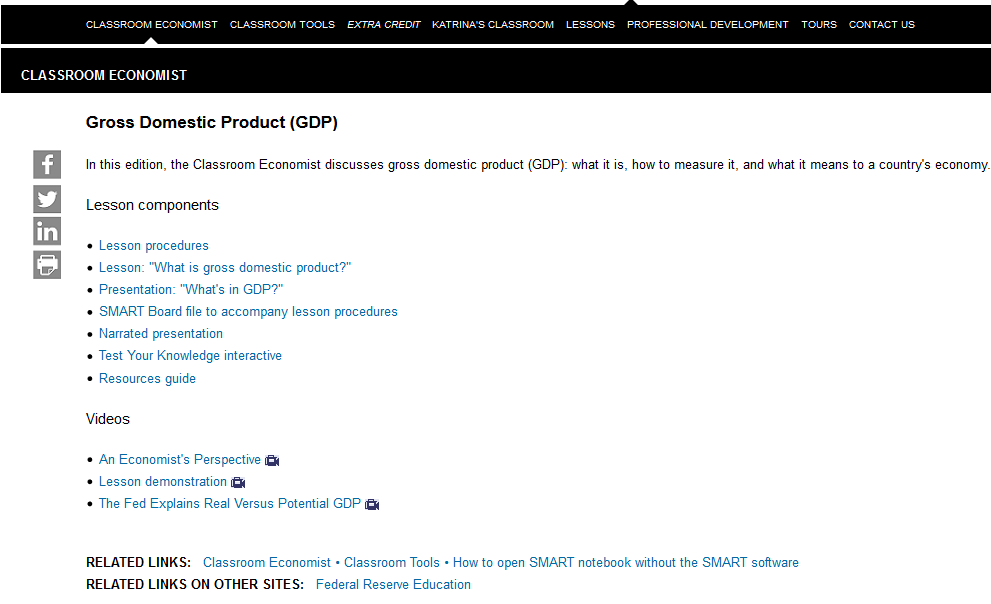 CLASSROOM ECONOMIST CLASSROOM TOOLS EXTRA CREDIT KATRINA'S CLASSROOM LESSONS PROFESSIONAL DEVELOPMENT TOURS CONTACT US
CLASSROOM ECONOMIST
Gross Domestic Product (GDP)
In this edition, the Classroom Economist discusses gross domestic product (GDP): what it is, how to measure it, and what it means to a country's economy.
Lesson components
• Lesson procedures
• Lesson: "What is gross domestic product?"
• Presentation: "What's in GDP?"
• SMART Board file to accompany lesson procedures
• Narrated presentation
• Test Your Knowledge interactive
• Resources guide
Videos
• An Economist's Perspective
• Lesson demonstration
• The Fed Explains Real Versus Potential GDP
RELATED LINKS: Classroom Economist • Classroom Tools • How to open SMART notebook without the SMART software
RELATED LINKS ON OTHER SITES: Federal Reserve Education